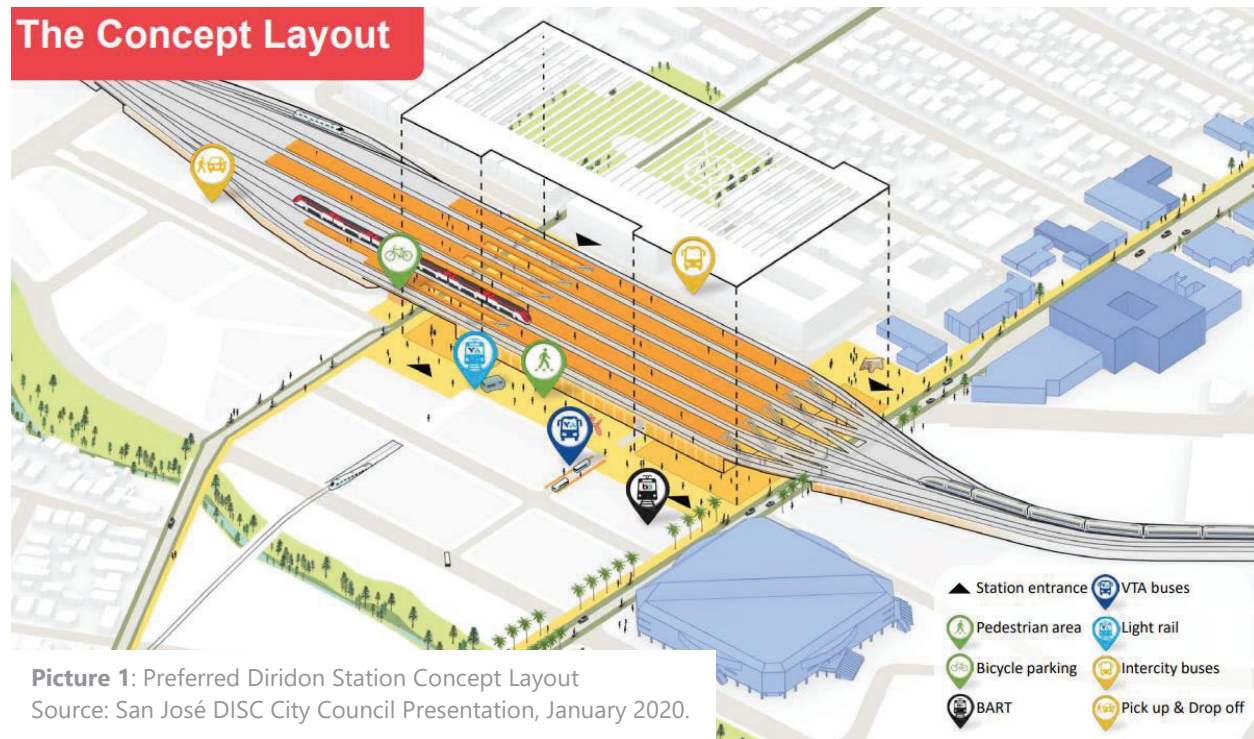 The Concept Layout
Station entrance
VTA buses
Pedestrian area
Light rail
Bicycle parking
Intercity buses
BART
Pick up & Drop off
Picture 1: Preferred Diridon Station Concept Layout
Source: San José DISC City Council Presentation, January 2020.